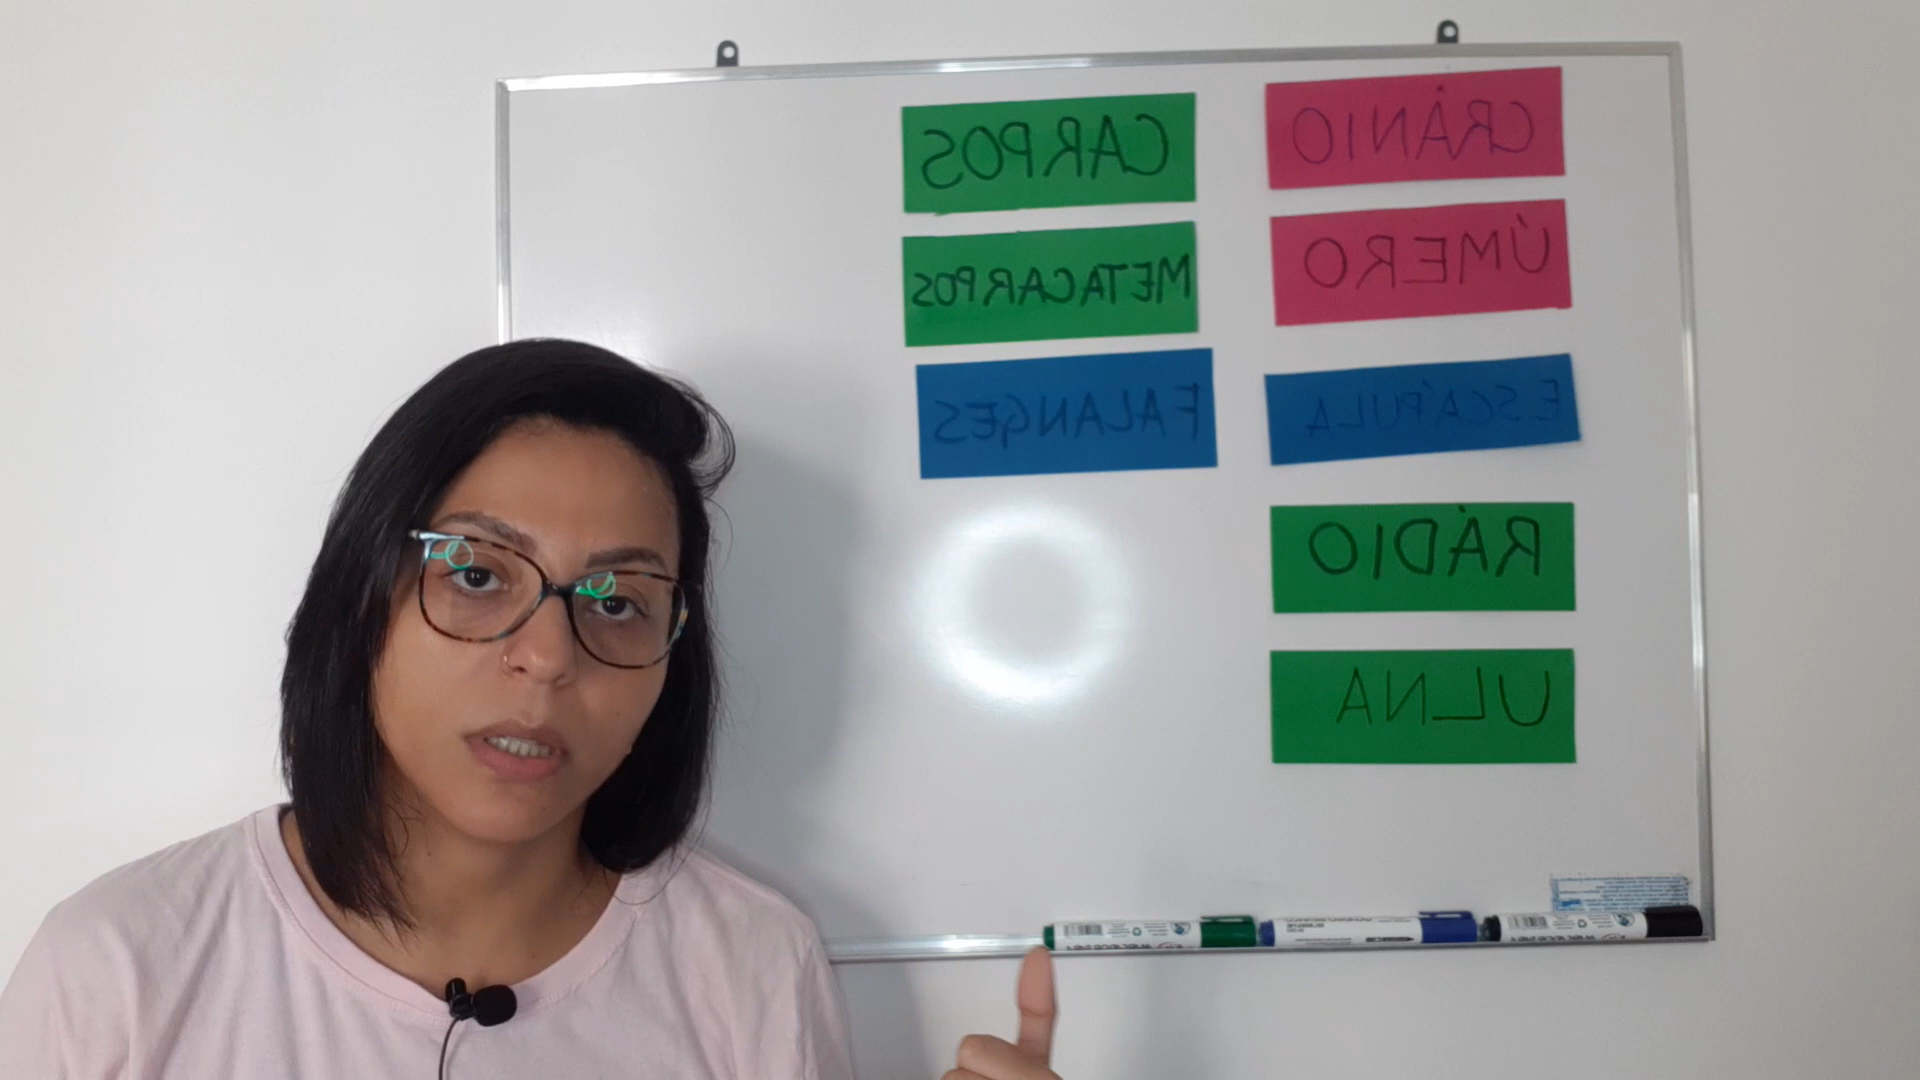 CRÂNIO
ÚMERO
ESCÁPULA
RÁDIO
ULNA
CARPOS
METACARPOS
FALANGES